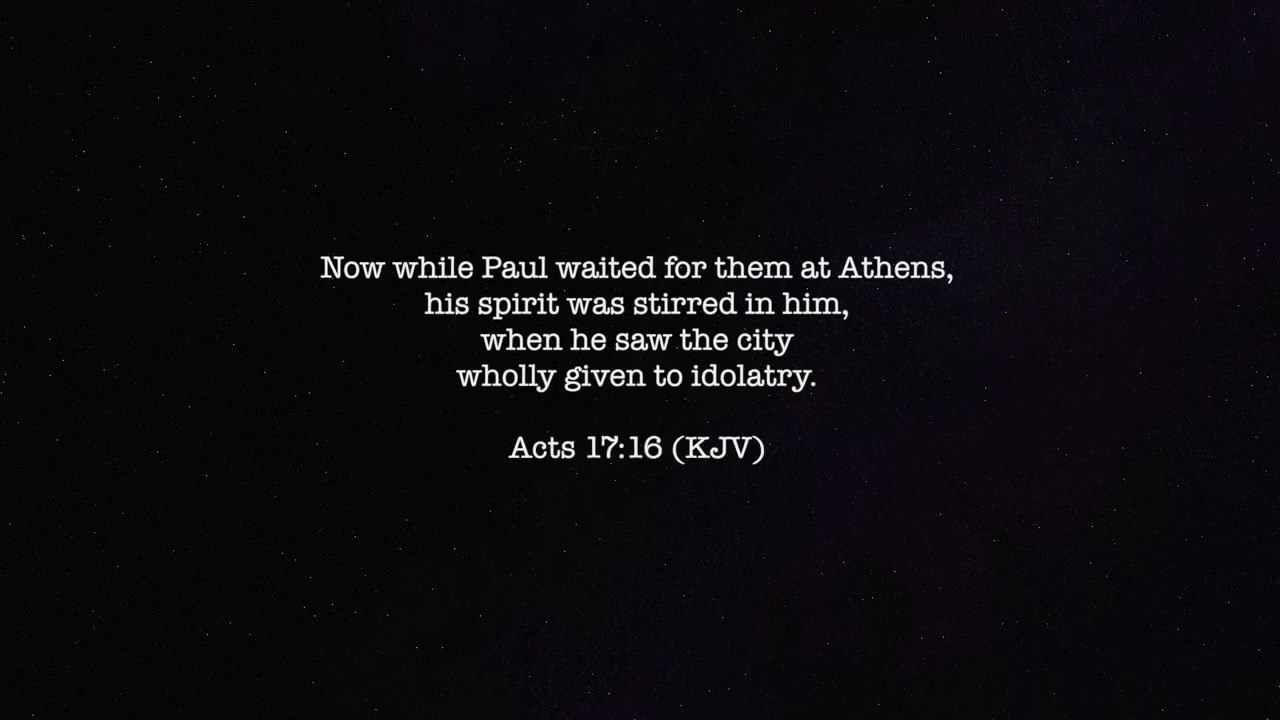 Now while Paul waited for them at Athens,
his spirit was stirred in him,
when he saw the city
wholly given to idolatry.
Acts 17:16 (KJV)